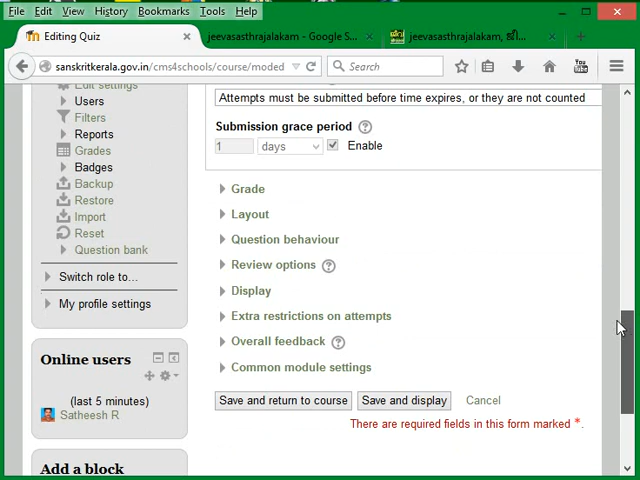 File Edit View History Bookmarks Tools Help
Editing Quiz
jeevasasthrajalakam - Google S...
jeevasasthrajalakam, ജീ...
sanskritkerala.gov.in/cms4schools/course/moded
Search
You Tube
Edit settings
Users
Filters
Reports
Grades
Badges
Backup
Restore
Import
Reset
Question bank
Switch role to...
My profile settings
Online users
(last 5 minutes)
Satheesh R
Add a block
Attempts must be submitted before time expires, or they are not counted
Submission grace period
1 days Enable
Grade
Layout
Question behaviour
Review options
Display
Extra restrictions on attempts
Overall feedback
Common module settings
Save and return to course Save and display Cancel
There are required fields in this form marked *.